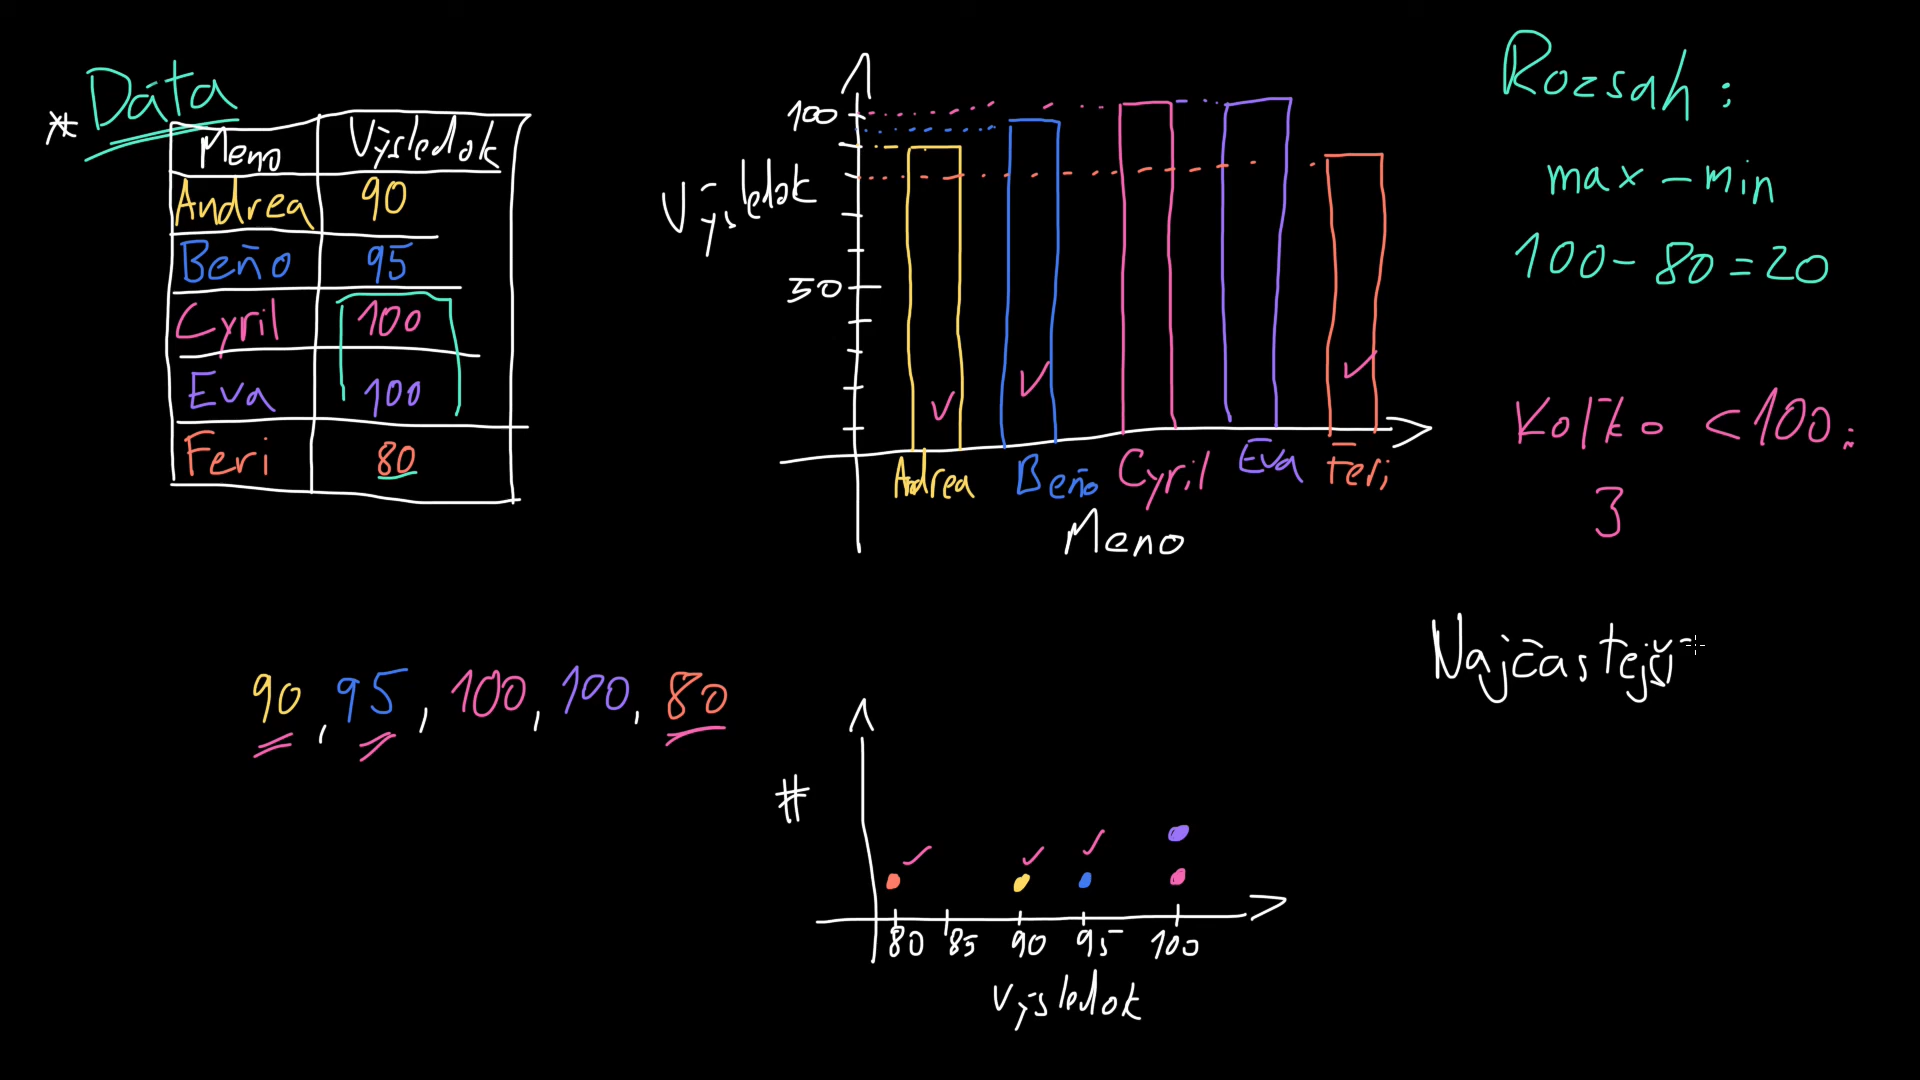 * Dáta
Meno Výsledok
Andrea 90
Beňo 95
Cyril 100
Eva 100
Feri 80
90, 95, 100, 100, 80
100
Výsledok
50
Andrea Beňo Cyril Eva Feri
Meno
#
80 85 90 95 100
Výsledok
Rozsah:
max - min
100 - 80 = 20
Koľko < 100:
3
Najčastejší